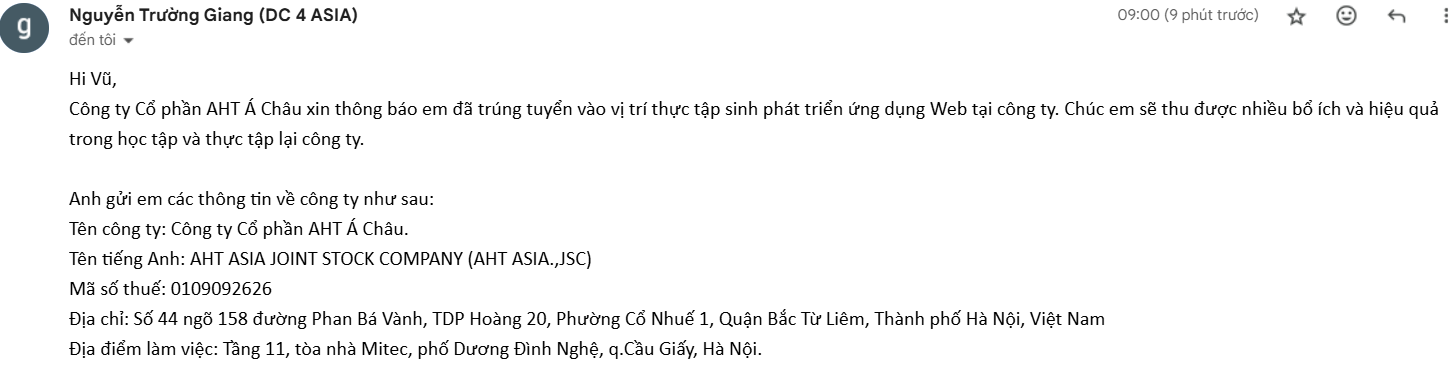 g
Nguyễn Trường Giang (DC 4 ASIA)
09:00 (9 phút trước)
đến tôi
Hi Vũ,
Công ty Cổ phần AHT Á Châu xin thông báo em đã trúng tuyển vào vị trí thực tập sinh phát triển ứng dụng Web tại công ty. Chúc em sẽ thu được nhiều bổ ích và hiệu quả
trong học tập và thực tập lại công ty.
Anh gửi em các thông tin về công ty như sau:
Tên công ty: Công ty Cổ phần AHT Á Châu.
Tên tiếng Anh: AHT ASIA JOINT STOCK COMPANY (AHT ASIA.,JSC)
Mã số thuế: 0109092626
Địa chỉ: Số 44 ngõ 158 đường Phan Bá Vành, TDP Hoàng 20, Phường Cổ Nhuế 1, Quận Bắc Từ Liêm, Thành phố Hà Nội, Việt Nam
Địa điểm làm việc: Tầng 11, tòa nhà Mitec, phố Dương Đình Nghệ, q.Cầu Giấy, Hà Nội.